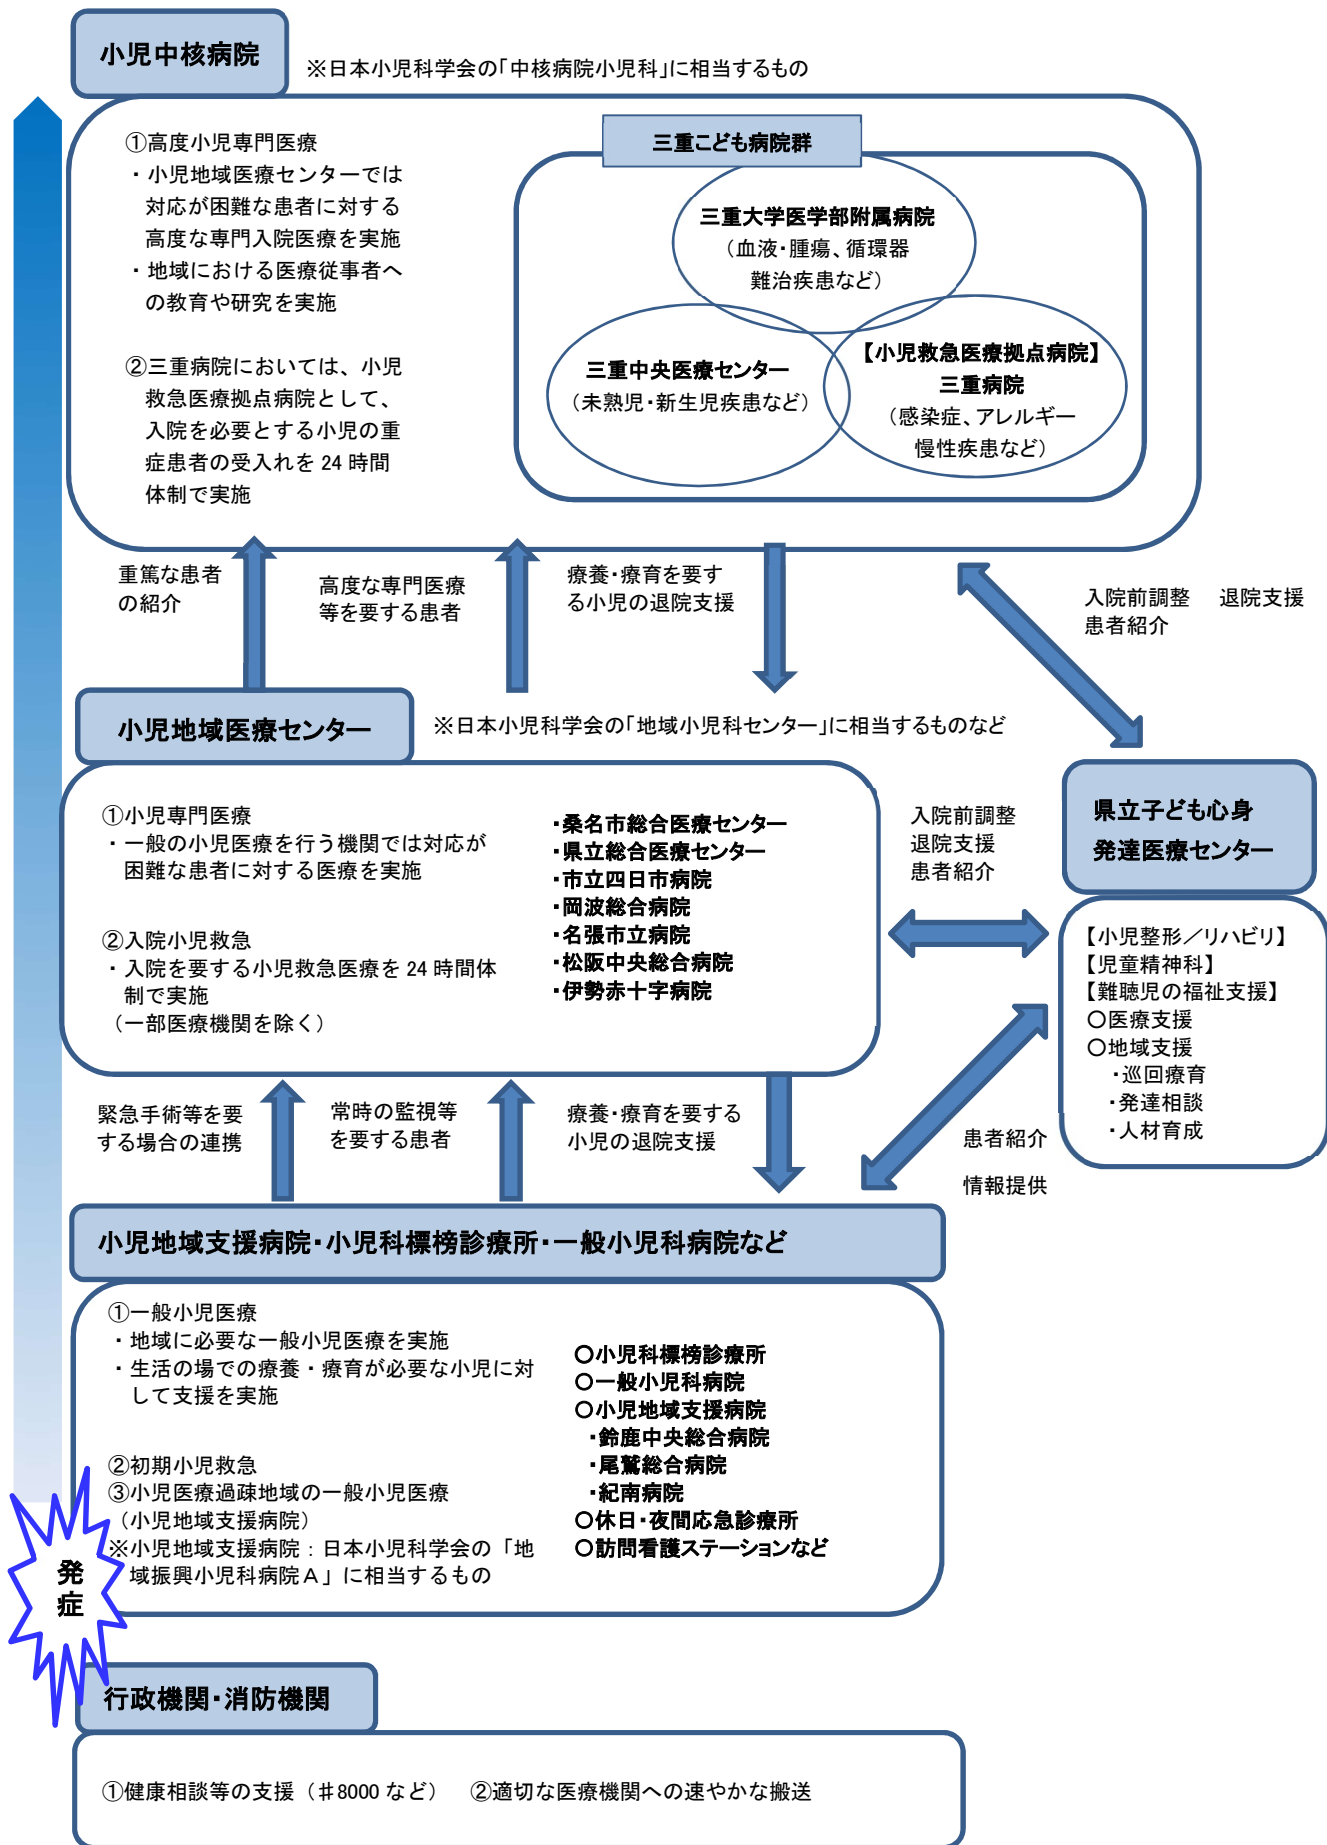 小児中核病院
※日本小児科学会の「中核病院小児科」に相当するもの
①高度小児専門医療
・小児地域医療センターでは
対応が困難な患者に対する
高度な専門入院医療を実施
・地域における医療従事者へ
の教育や研究を実施
②三重病院においては、小児
救急医療拠点病院として、
入院を必要とする小児の重
症患者の受入れを 24 時間
体制で実施
三重こども病院群
三重大学医学部附属病院
（血液・腫瘍、循環器
難治疾患など）
三重中央医療センター
（未熟児・新生児疾患など）
【小児救急医療拠点病院】
三重病院
（感染症、アレルギー
慢性疾患など）
重篤な患者
の紹介
高度な専門医療
等を要する患者
療養・療育を要す
る小児の退院支援
入院前調整　退院支援
患者紹介
小児地域医療センター
※日本小児科学会の「地域小児科センター」に相当するものなど
①小児専門医療
・一般の小児医療を行う機関では対応が
困難な患者に対する医療を実施
②入院小児救急
・入院を要する小児救急医療を 24 時間体
制で実施
（一部医療機関を除く）
・桑名市総合医療センター
・県立総合医療センター
・市立四日市病院
・岡波総合病院
・名張市立病院
・松阪中央総合病院
・伊勢赤十字病院
入院前調整
退院支援
患者紹介
県立子ども心身
発達医療センター
【小児整形／リハビリ】
【児童精神科】
【難聴児の福祉支援】
○医療支援
○地域支援
・巡回療育
・発達相談
・人材育成
緊急手術等を要
する場合の連携
常時の監視等
を要する患者
療養・療育を要する
小児の退院支援
患者紹介
情報提供
小児地域支援病院・小児科標榜診療所・一般小児科病院など
①一般小児医療
・地域に必要な一般小児医療を実施
・生活の場での療養・療育が必要な小児に対
して支援を実施
②初期小児救急
③小児医療過疎地域の一般小児医療
（小児地域支援病院）
※小児地域支援病院：日本小児科学会の「地
域振興小児科病院Ａ」に相当するもの
○小児科標榜診療所
○一般小児科病院
○小児地域支援病院
・鈴鹿中央総合病院
・尾鷲総合病院
・紀南病院
○休日・夜間応急診療所
○訪問看護ステーションなど
発
症
行政機関・消防機関
①健康相談等の支援（♯8000 など）　②適切な医療機関への速やかな搬送